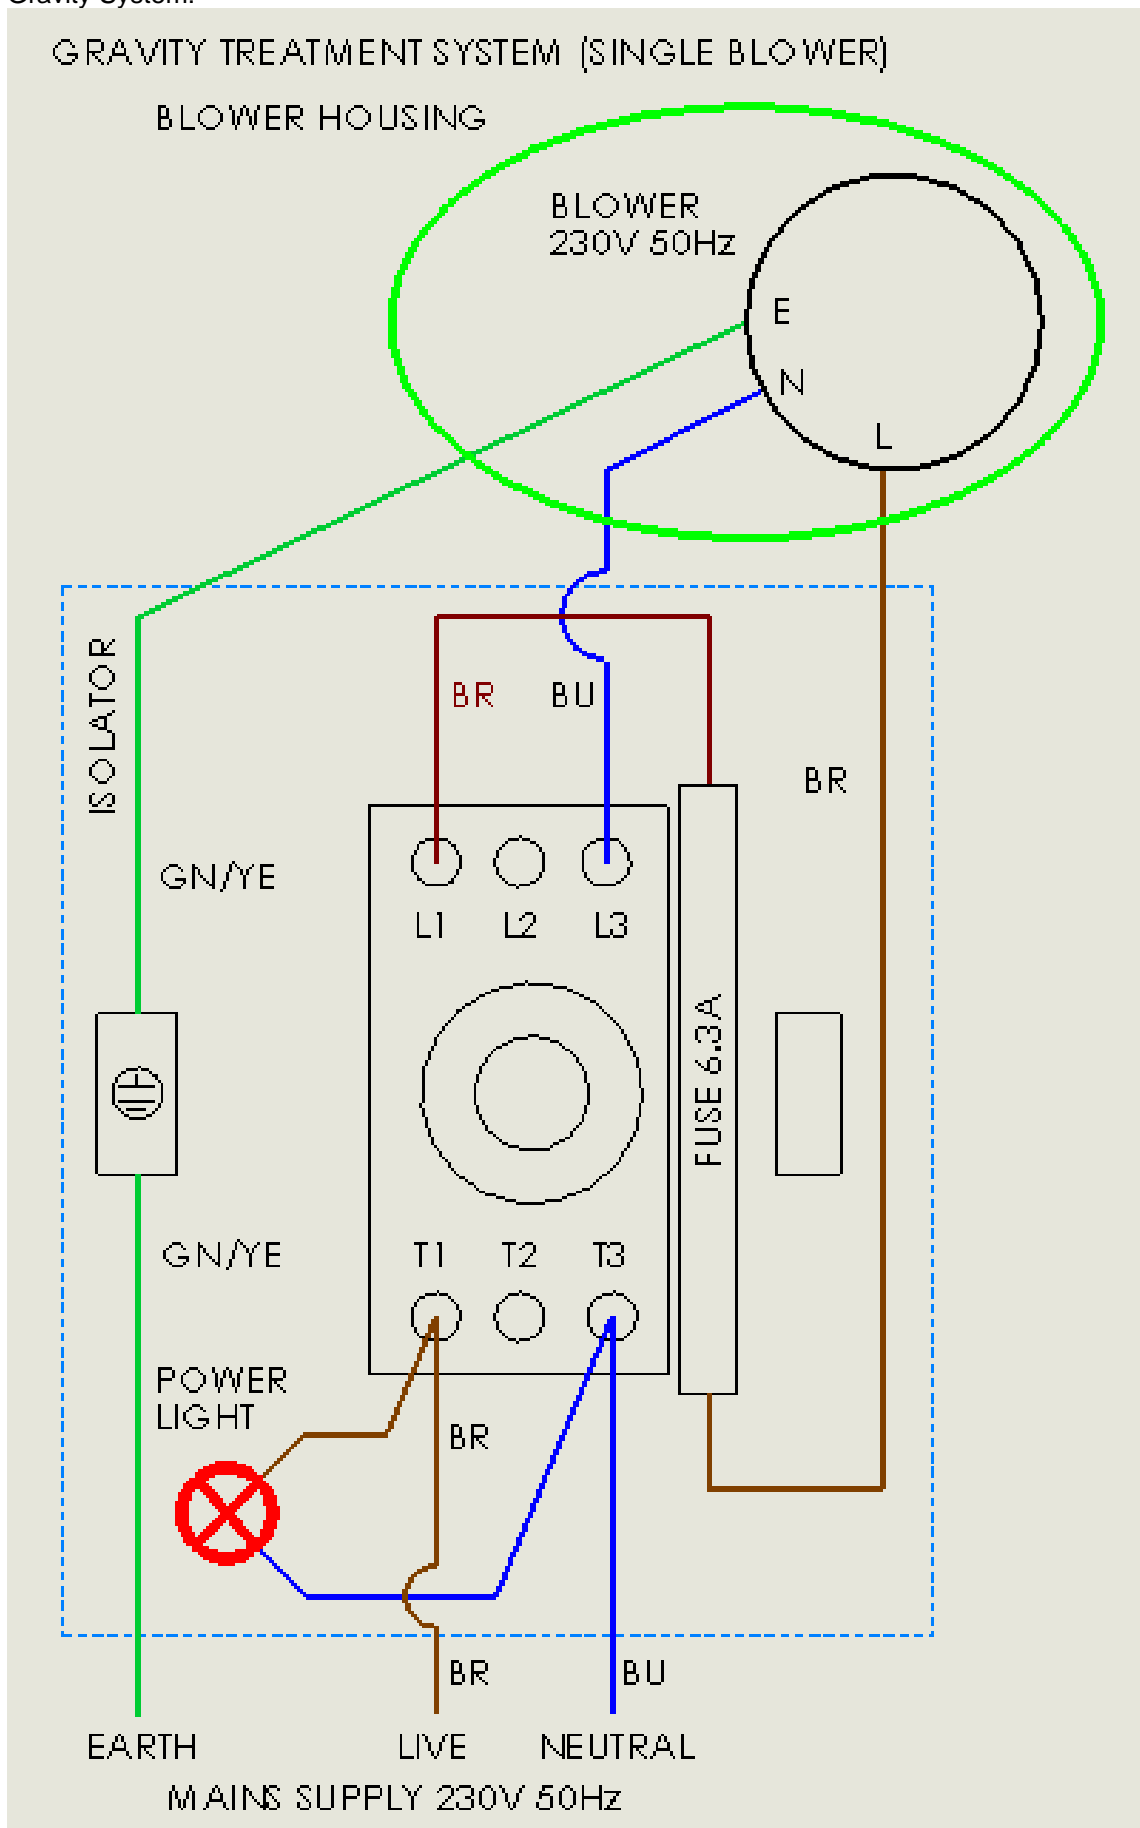 Gravity System.
GRAVITY TREATMENT SYSTEM (SINGLE BLOWER)
BLOWER HOUSING
BLOWER
230V 50Hz
E
N
L
ISOLATOR
BR
BU
BR
GN/YE
L1
L2
L3
FUSE 6.3A
GN/YE
T1
T2
T3
POWER
LIGHT
BR
BR
BU
EARTH
LIVE
NEUTRAL
MAINS SUPPLY 230V 50Hz